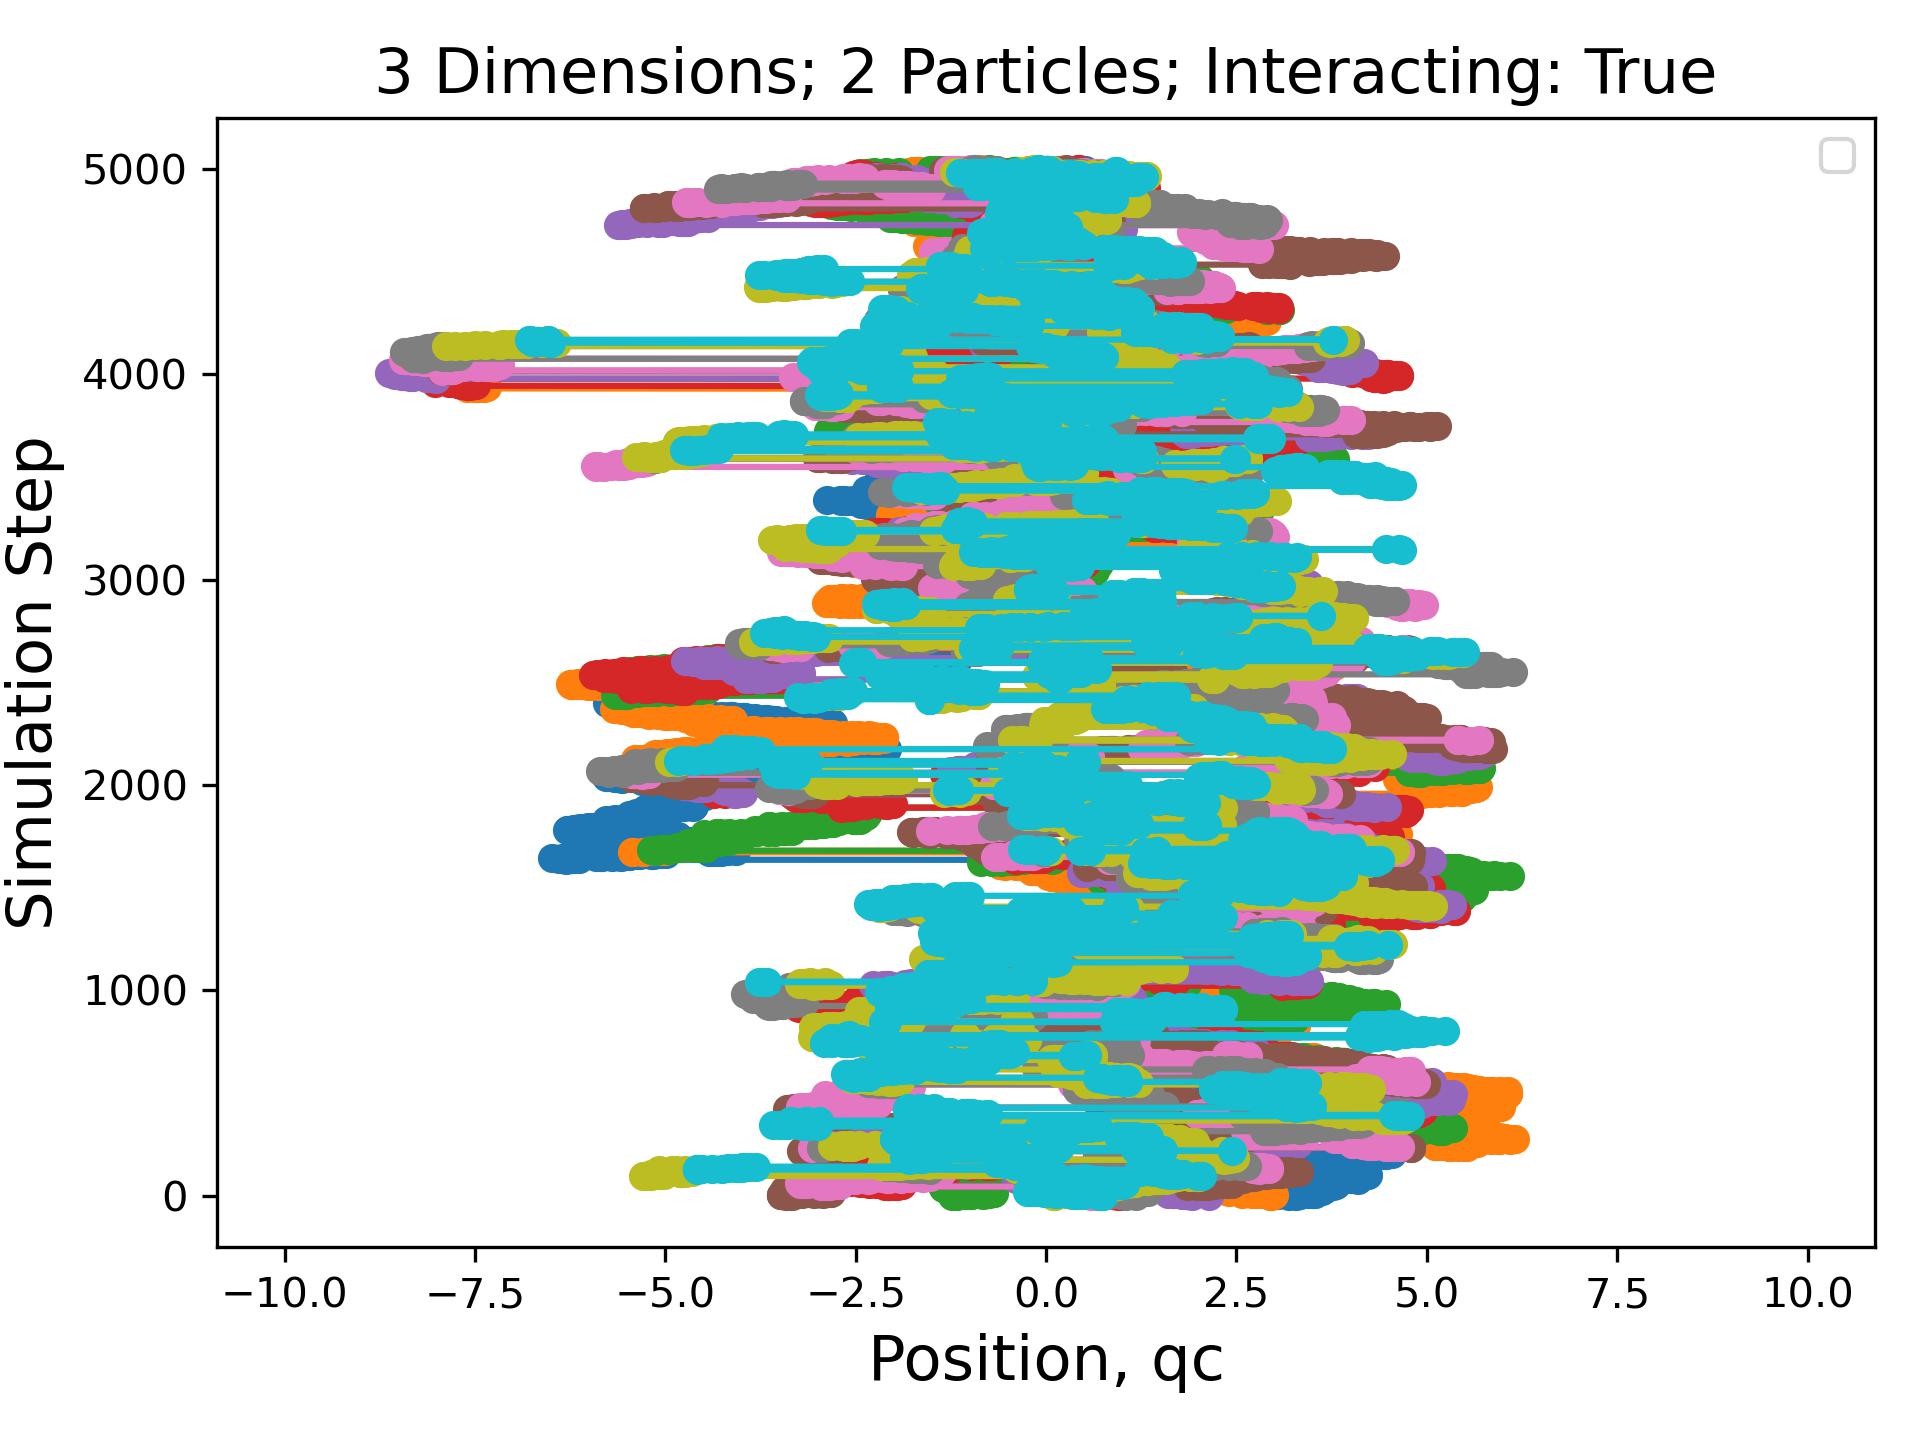 3 Dimensions; 2 Particles; Interacting: True
5000
4000
3000
2000
1000
0
Simulation Step
−10.0 −7.5 −5.0 −2.5 0.0 2.5 5.0 7.5 10.0
Position, qc